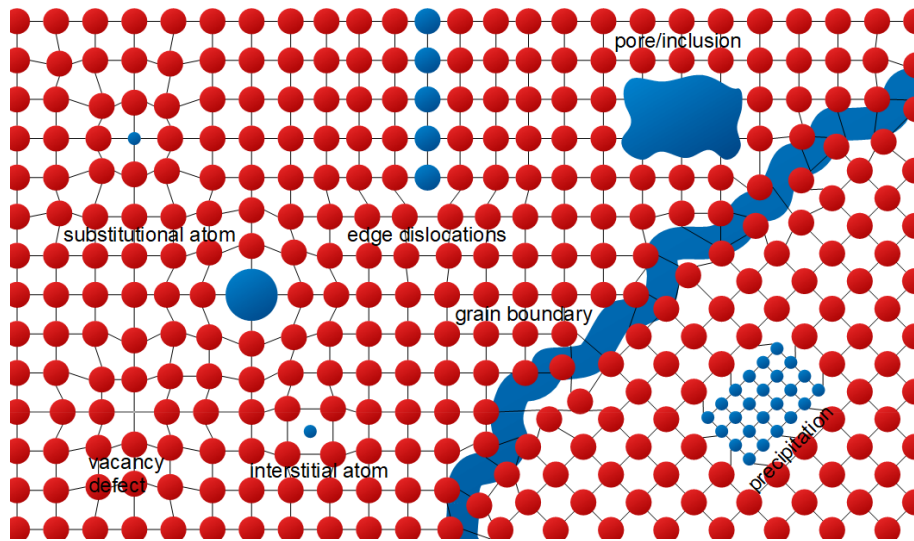 pore/inclusion
substitutional atom
edge dislocations
grain boundary
vacancy
defect
interstitial atom
precipitation